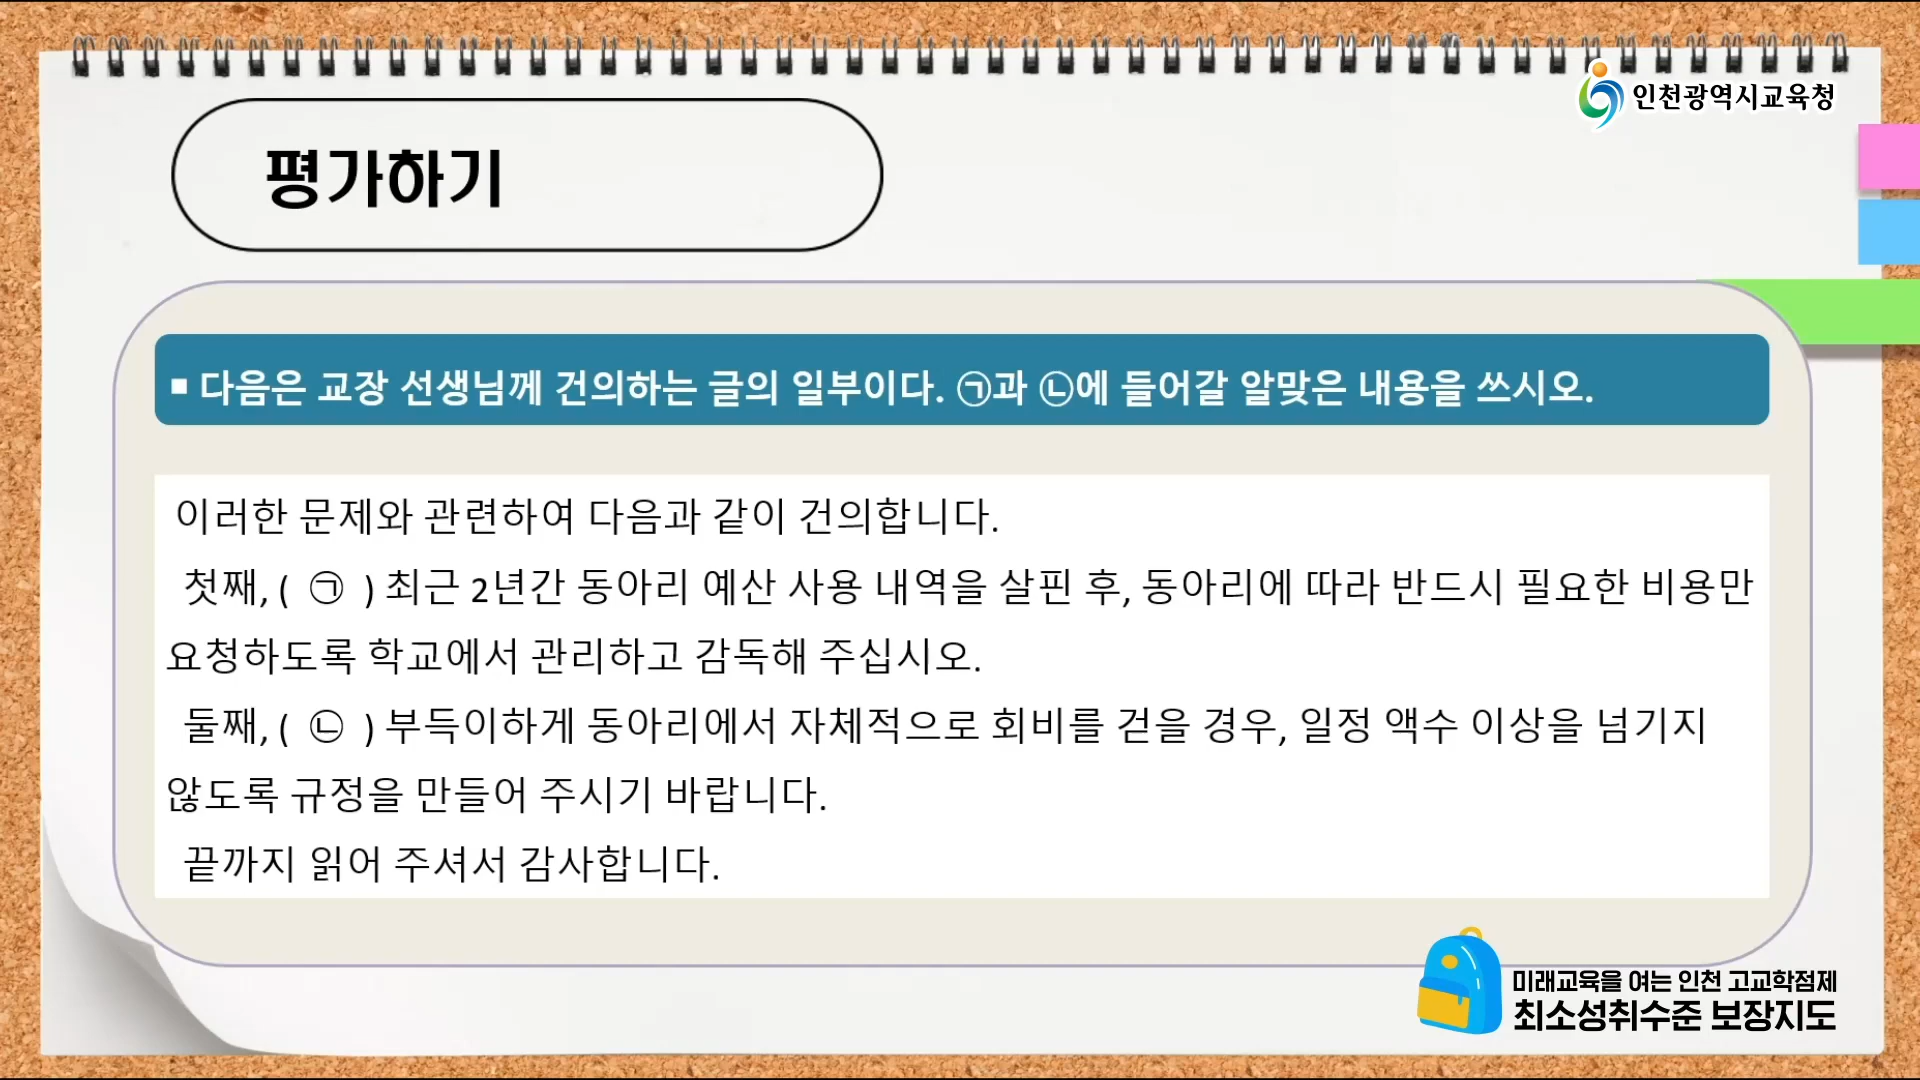 인천광역시교육청
평가하기
▪ 다음은 교장 선생님께 건의하는 글의 일부이다. ㉠과 ㉡에 들어갈 알맞은 내용을 쓰시오.
이러한 문제와 관련하여 다음과 같이 건의합니다.
첫째, ( ㉠ ) 최근 2년간 동아리 예산 사용 내역을 살핀 후, 동아리에 따라 반드시 필요한 비용만
요청하도록 학교에서 관리하고 감독해 주십시오.
둘째, ( ㉡ ) 부득이하게 동아리에서 자체적으로 회비를 걷을 경우, 일정 액수 이상을 넘기지
않도록 규정을 만들어 주시기 바랍니다.
끝까지 읽어 주셔서 감사합니다.
미래교육을 여는 인천 고교학점제
최소성취수준 보장지도